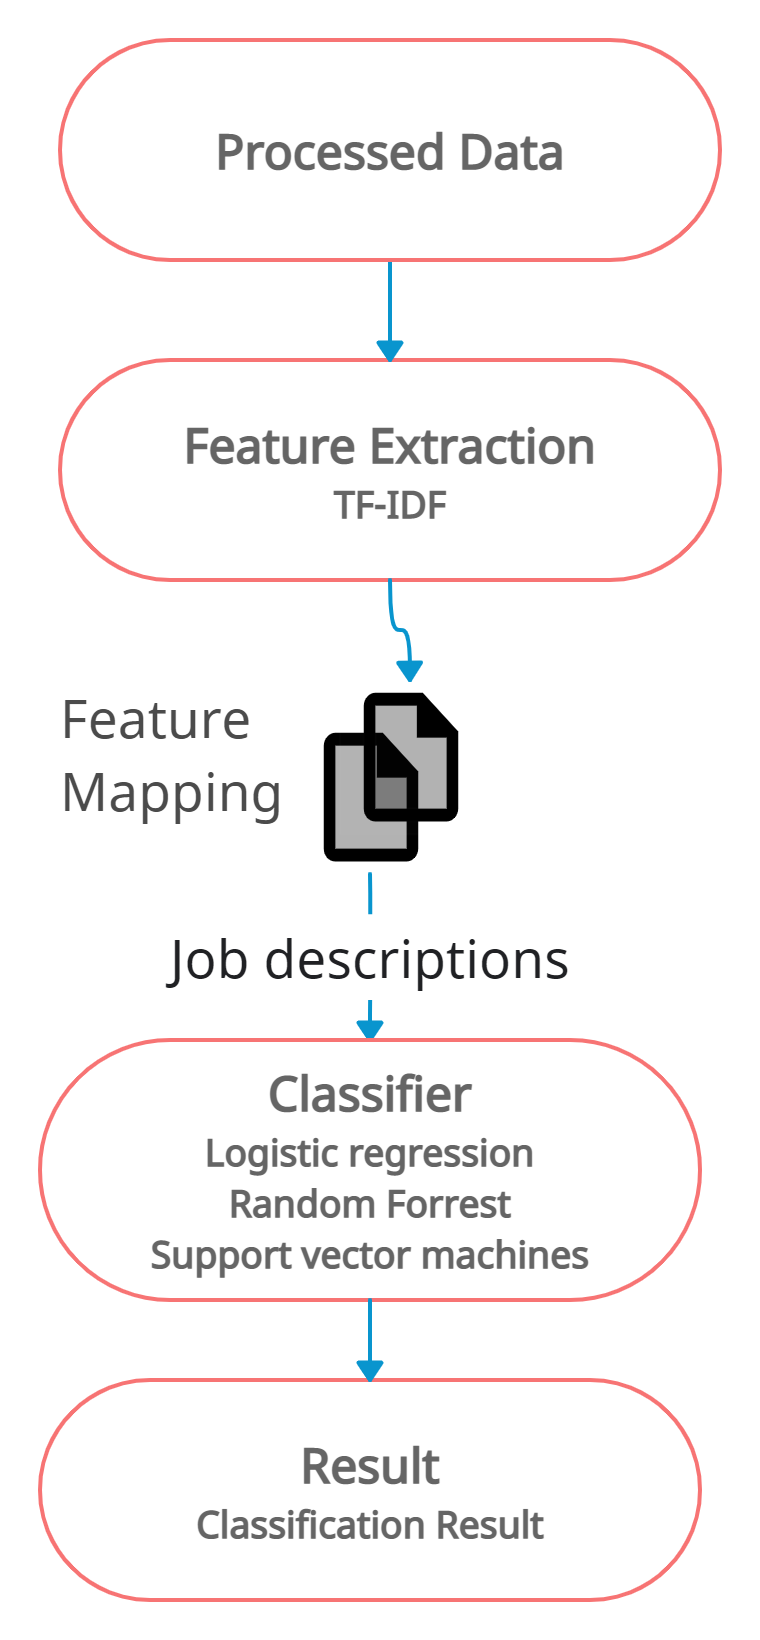 Processed Data
Feature Extraction
TF-IDF
Feature
Mapping
Job descriptions
Classifier
Logistic regression
Random Forrest
Support vector machines
Result
Classification Result